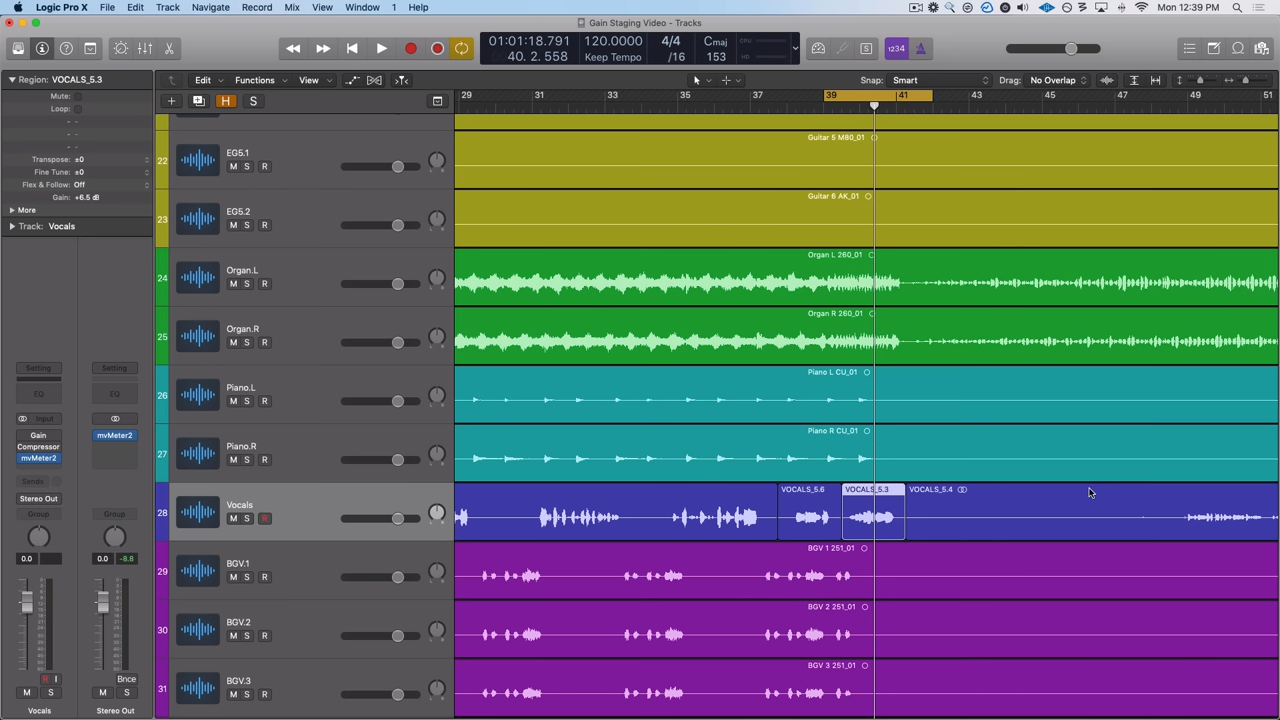 Logic Pro X File Edit Track Navigate Record Mix View Window 1 Help Mon 12:39 PM
Gain Staging Video - Tracks
01:01:18.791 120.0000 4/4 Cmaj CPU
40. 2. 558 Keep Tempo /16 153 HD
1234
Region: VOCALS_5.3 Edit Functions View Snap: Smart Drag: No Overlap
Mute:
Loop:
H S 29 31 33 35 37 39 41 43 45 47 49 51
Transpose: ±0
Fine Tune: ±0
Flex & Follow: Off
Gain: +6.5 dB
More
Track: Vocals
Guitar 5 M80_01
22 EG5.1
M S R
Guitar 6 AK_01
23 EG5.2
M S R
Organ L 260_01
24 Organ.L
M S R
Organ R 260_01
25 Organ.R
M S R
Piano L CU_01
26 Piano.L
M S R
Piano R CU_01
27 Piano.R
M S R
VOCALS_5.6 VOCALS_5.3 VOCALS_5.4
28 Vocals
M S R
BGV 1 251_01
29 BGV.1
M S R
BGV 2 251_01
30 BGV.2
M S R
BGV 3 251_01
31 BGV.3
M S R
Setting Setting
EQ EQ
Input
Gain mvMeter2
Compressor
mvMeter2
Sends
Stereo Out
Group Group
0.0 0.0 -8.8
R I Bnce
M S M S
Vocals Stereo Out